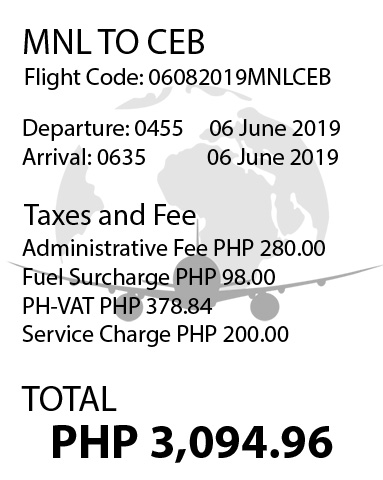 MNL TO CEB
Flight Code: 06082019MNLCEB
Departure: 0455 06 June 2019
Arrival: 0635 06 June 2019
Taxes and Fee
Administrative Fee PHP 280.00
Fuel Surcharge PHP 98.00
PH-VAT PHP 378.84
Service Charge PHP 200.00
TOTAL
PHP 3,094.96